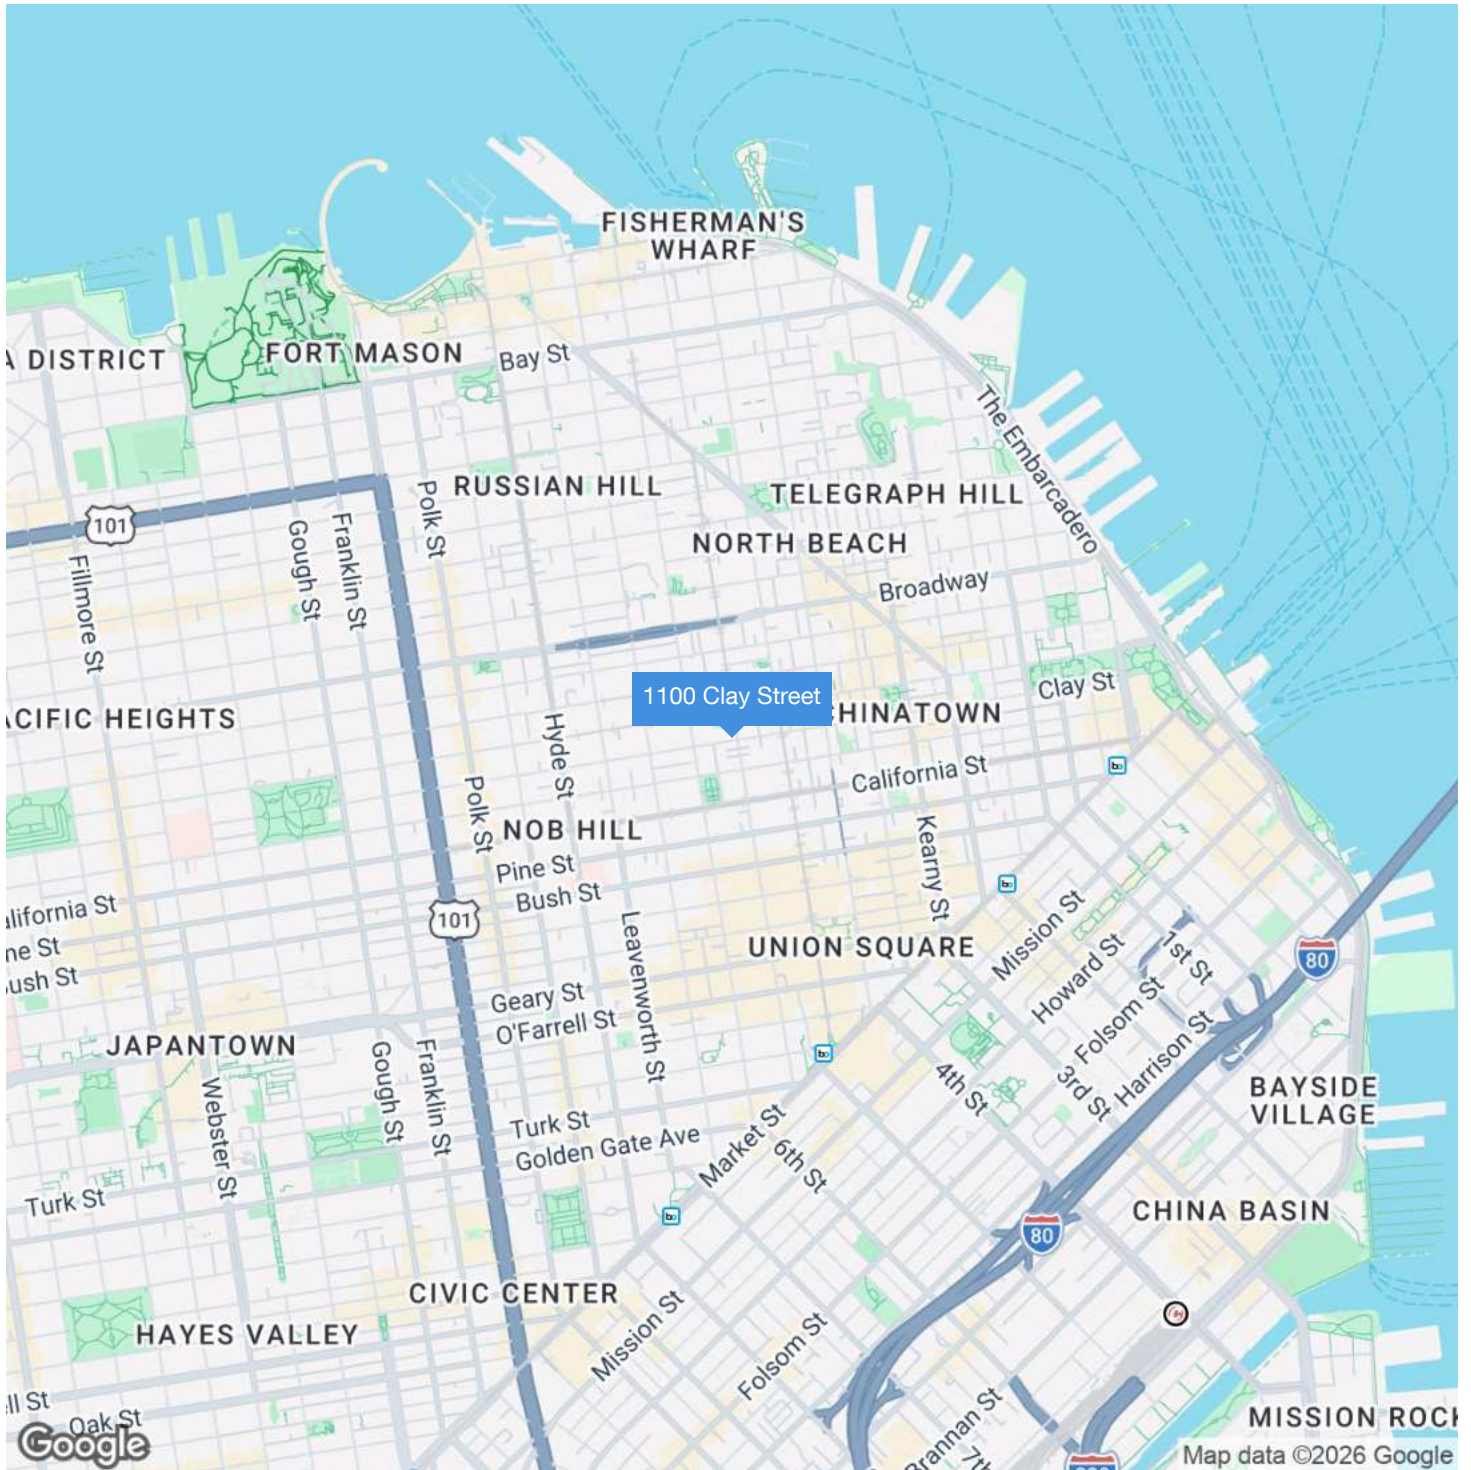 FISHERMAN'S
WHARF
A DISTRICT
FORT MASON
Bay St
The Embarcadero
RUSSIAN HILL
TELEGRAPH HILL
101
Polk St
Gough St
Franklin St
NORTH BEACH
Fillmore St
Broadway
Clay St
1100 Clay Street
CHINATOWN
ACIFIC HEIGHTS
Hyde St
California St
Polk St
NOB HILL
Kearny St
Pine St
Bush St
alifornia St
101
ne St
ush St
Leavenworth St
UNION SQUARE
Mission St
Howard St
1st St
80
Geary St
O'Farrell St
Folsom St
Harrison St
JAPANTOWN
Gough St
Franklin St
4th St
3rd St
BAYSIDE
VILLAGE
Webster St
Turk St
Golden Gate Ave
Market St
6th St
Turk St
CHINA BASIN
80
CIVIC CENTER
Mission St
HAYES VALLEY
Folsom St
ll St
Oak St
Brannan St
7th
MISSION ROCK
Google
Map data ©2026 Google